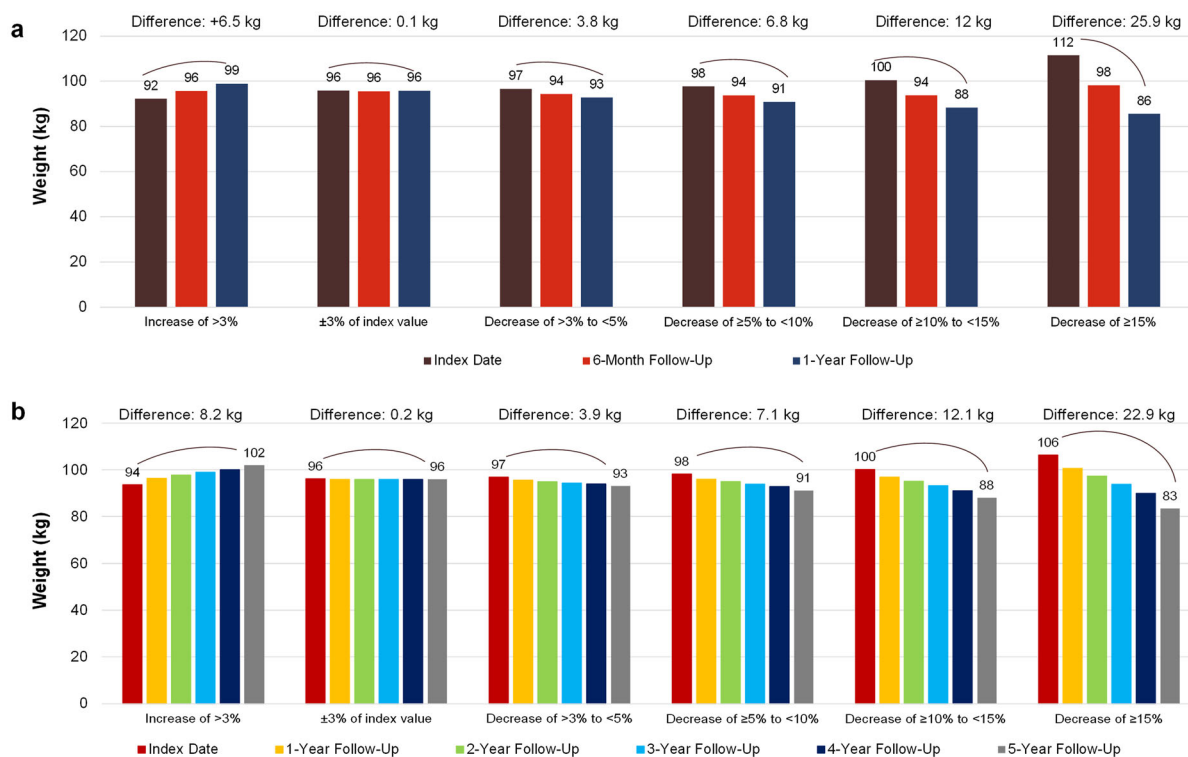 a
Difference: +6.5 kg Difference: 0.1 kg Difference: 3.8 kg Difference: 6.8 kg Difference: 12 kg Difference: 25.9 kg
Weight (kg)
120
100
80
60
40
20
0
92 96 99
96 96 96
97 94 93
98 94 91
100 94 88
112 98 86
Increase of >3% ±3% of index value Decrease of >3% to <5% Decrease of ≥5% to <10% Decrease of ≥10% to <15% Decrease of ≥15%
Index Date 6-Month Follow-Up 1-Year Follow-Up
b
Difference: 8.2 kg Difference: 0.2 kg Difference: 3.9 kg Difference: 7.1 kg Difference: 12.1 kg Difference: 22.9 kg
Weight (kg)
120
100
80
60
40
20
0
94 102
96 96
97 93
98 91
100 88
106 83
Increase of >3% ±3% of index value Decrease of >3% to <5% Decrease of ≥5% to <10% Decrease of ≥10% to <15% Decrease of ≥15%
Index Date 1-Year Follow-Up 2-Year Follow-Up 3-Year Follow-Up 4-Year Follow-Up 5-Year Follow-Up